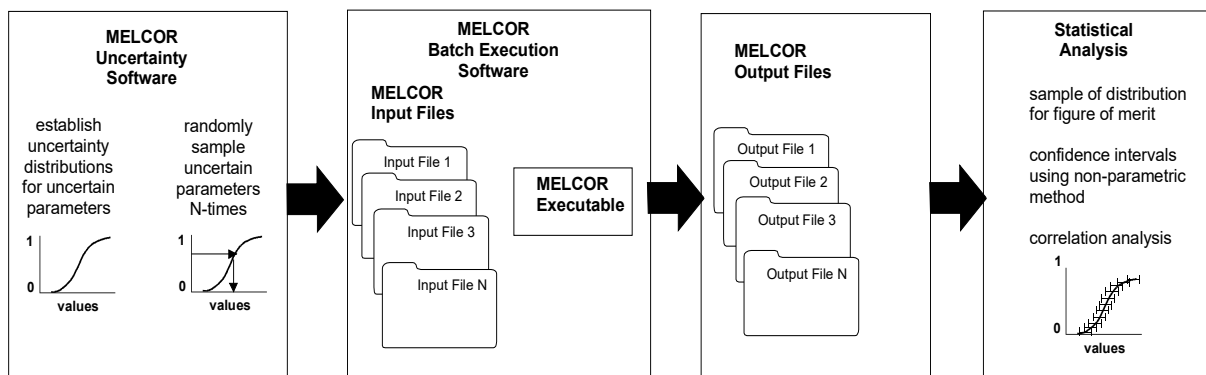 MELCOR
Uncertainty
Software
establish
uncertainty
distributions
for uncertain
parameters
1
0
values
randomly
sample
uncertain
parameters
N-times
1
0
values
MELCOR
Batch Execution
Software
MELCOR
Input Files
Input File 1
Input File 2
Input File 3
Input File N
MELCOR
Executable
MELCOR
Output Files
Output File 1
Output File 2
Output File 3
Output File N
Statistical
Analysis
sample of distribution
for figure of merit
confidence intervals
using non-parametric
method
correlation analysis
1
0
values